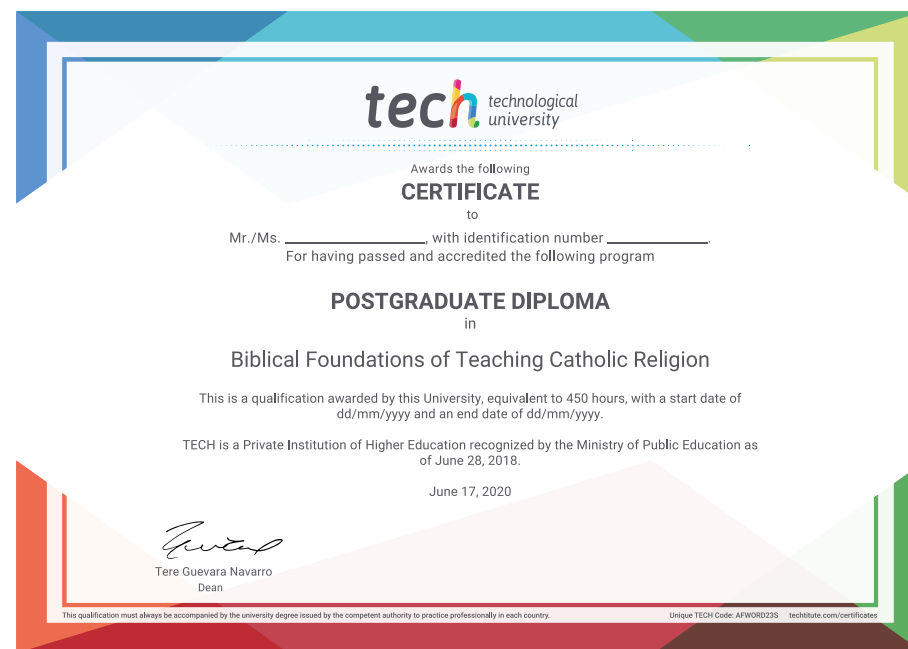 tech technological
university
Awards the following
CERTIFICATE
to
Mr./Ms. ____________________, with identification number ______________.
For having passed and accredited the following program
POSTGRADUATE DIPLOMA
in
Biblical Foundations of Teaching Catholic Religion
This is a qualification awarded by this University, equivalent to 450 hours, with a start date of
dd/mm/yyyy and an end date of dd/mm/yyyy.
TECH is a Private Institution of Higher Education recognized by the Ministry of Public Education as
of June 28, 2018.
June 17, 2020
Tere Guevara Navarro
Dean
This qualification must always be accompanied by the university degree issued by the competent authority to practice professionally in each country. Unique TECH Code: AFWORD23S techtitute.com/certificates